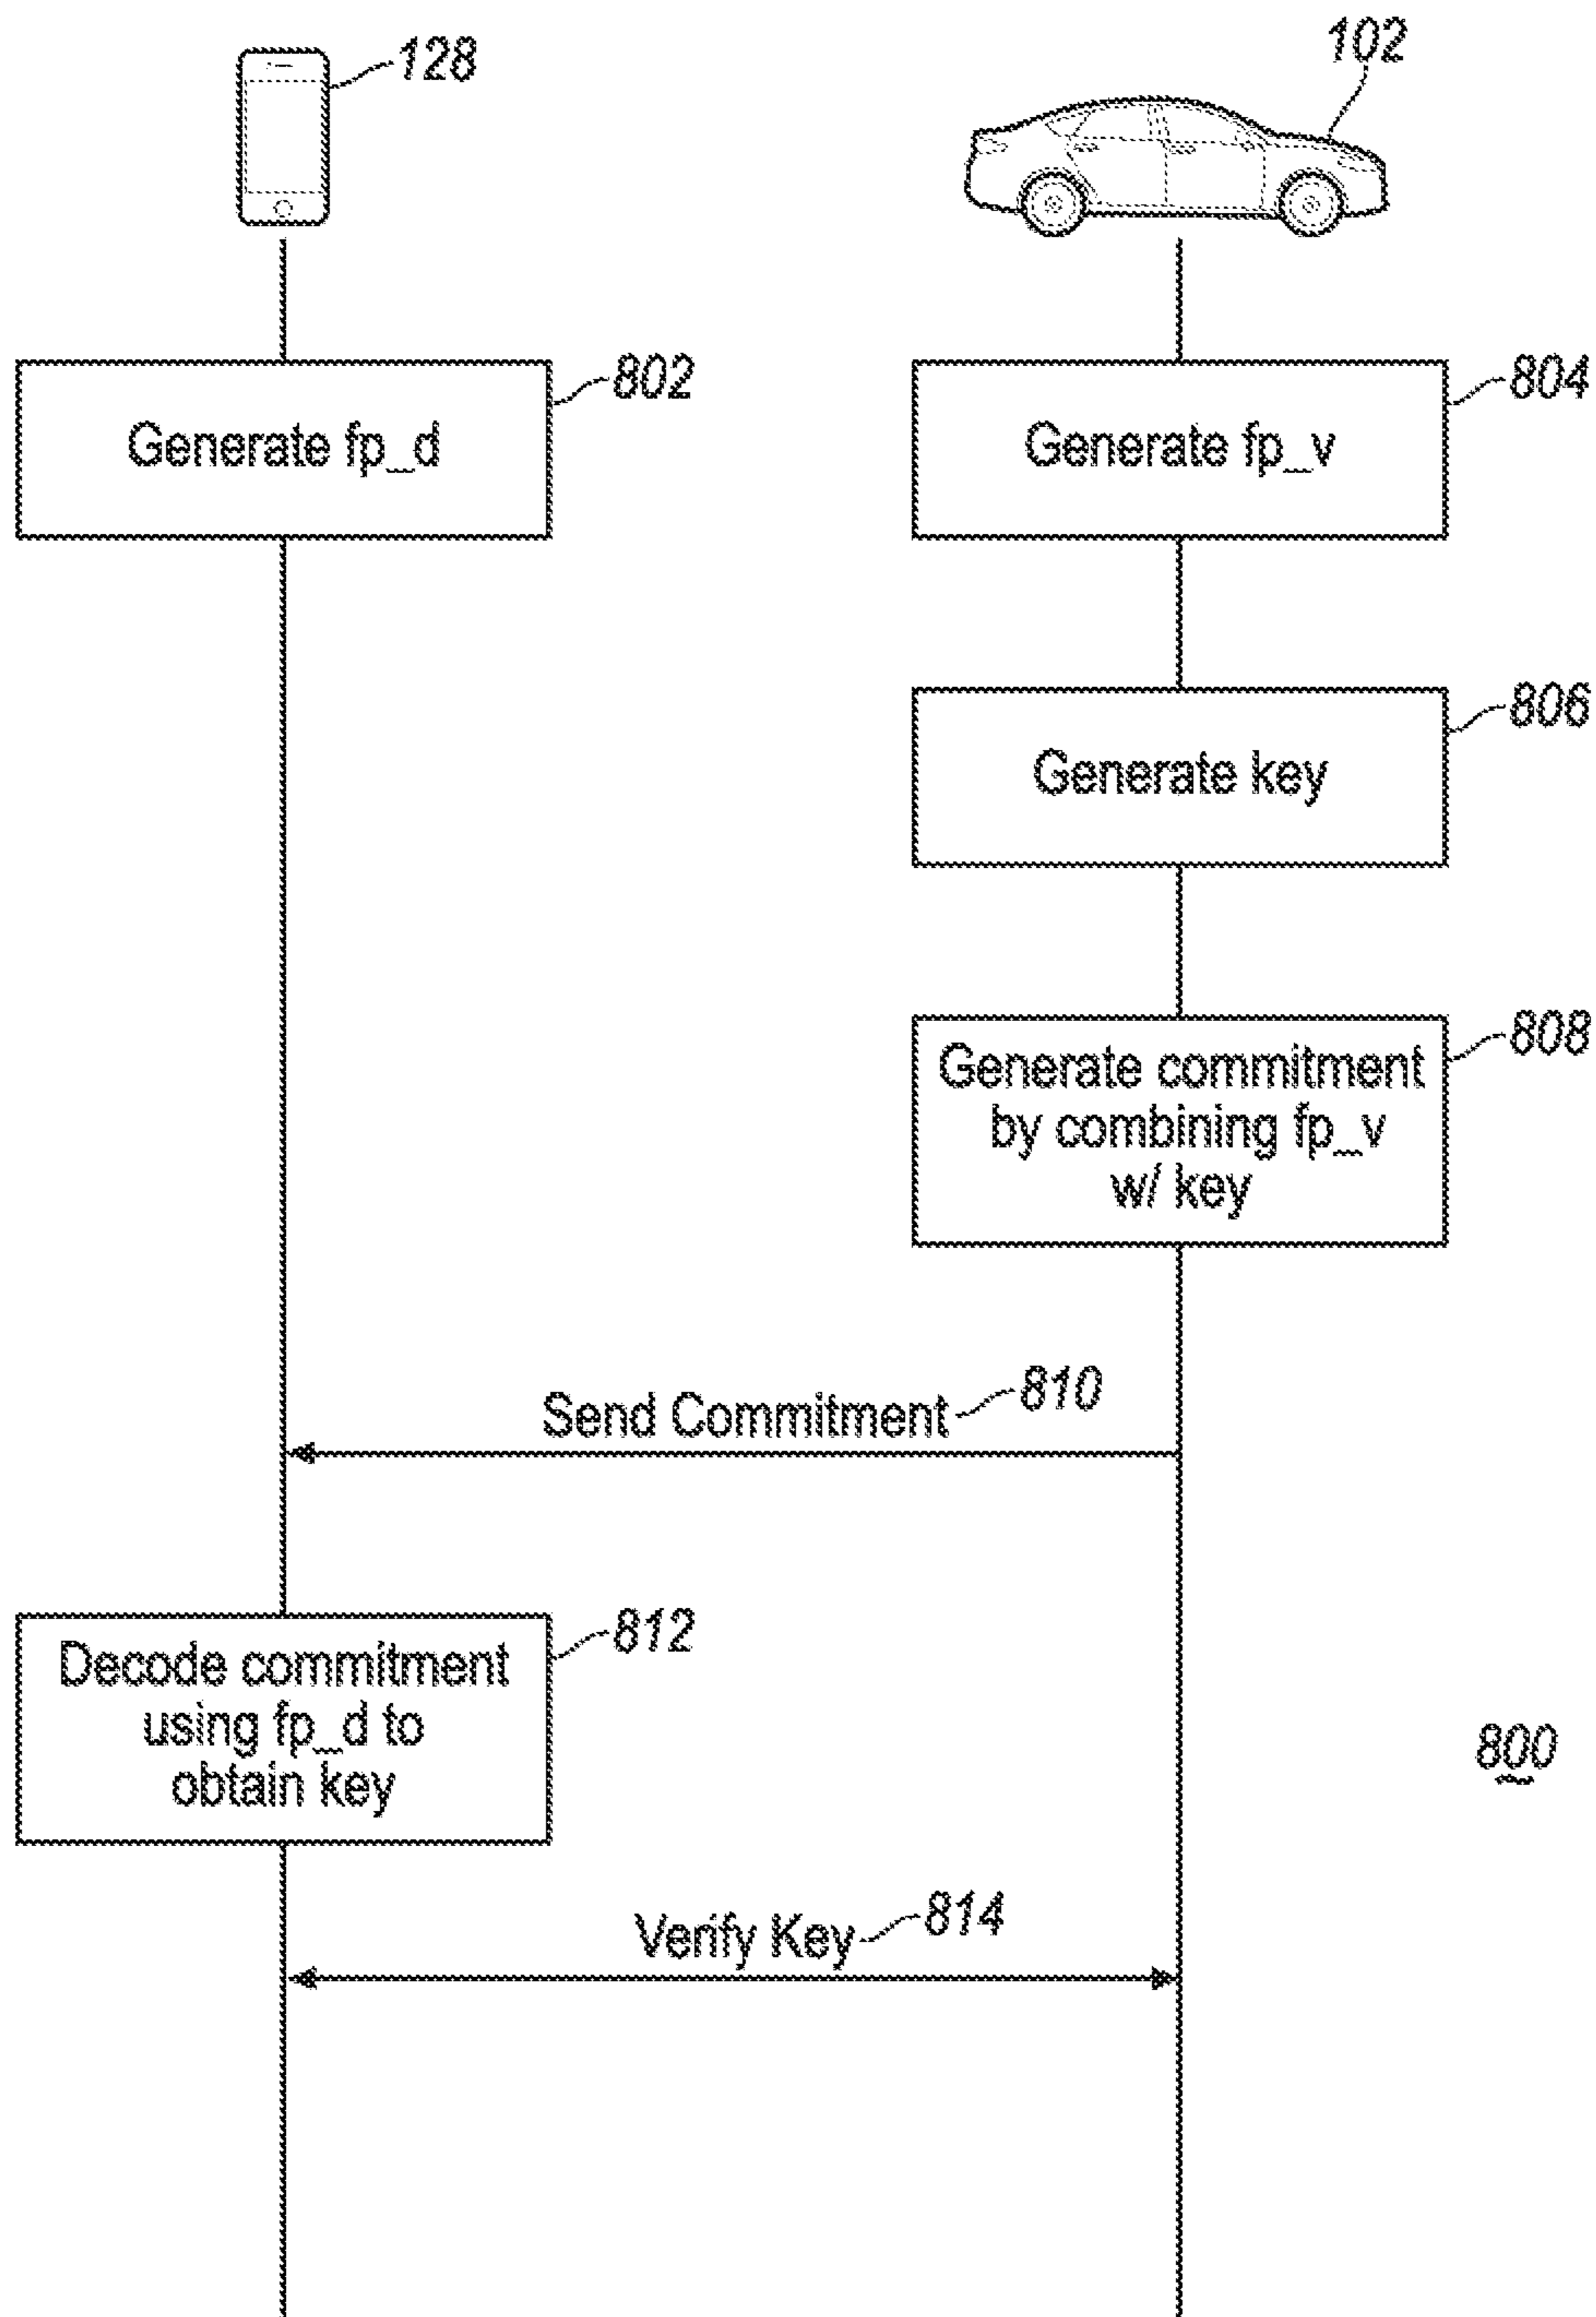 128
102
802
Generate fp_d
804
Generate fp_v
806
Generate key
808
Generate commitment
by combining fp_v
w/ key
Send Commitment
810
812
Decode commitment
using fp_d to
obtain key
800
Verify Key
814